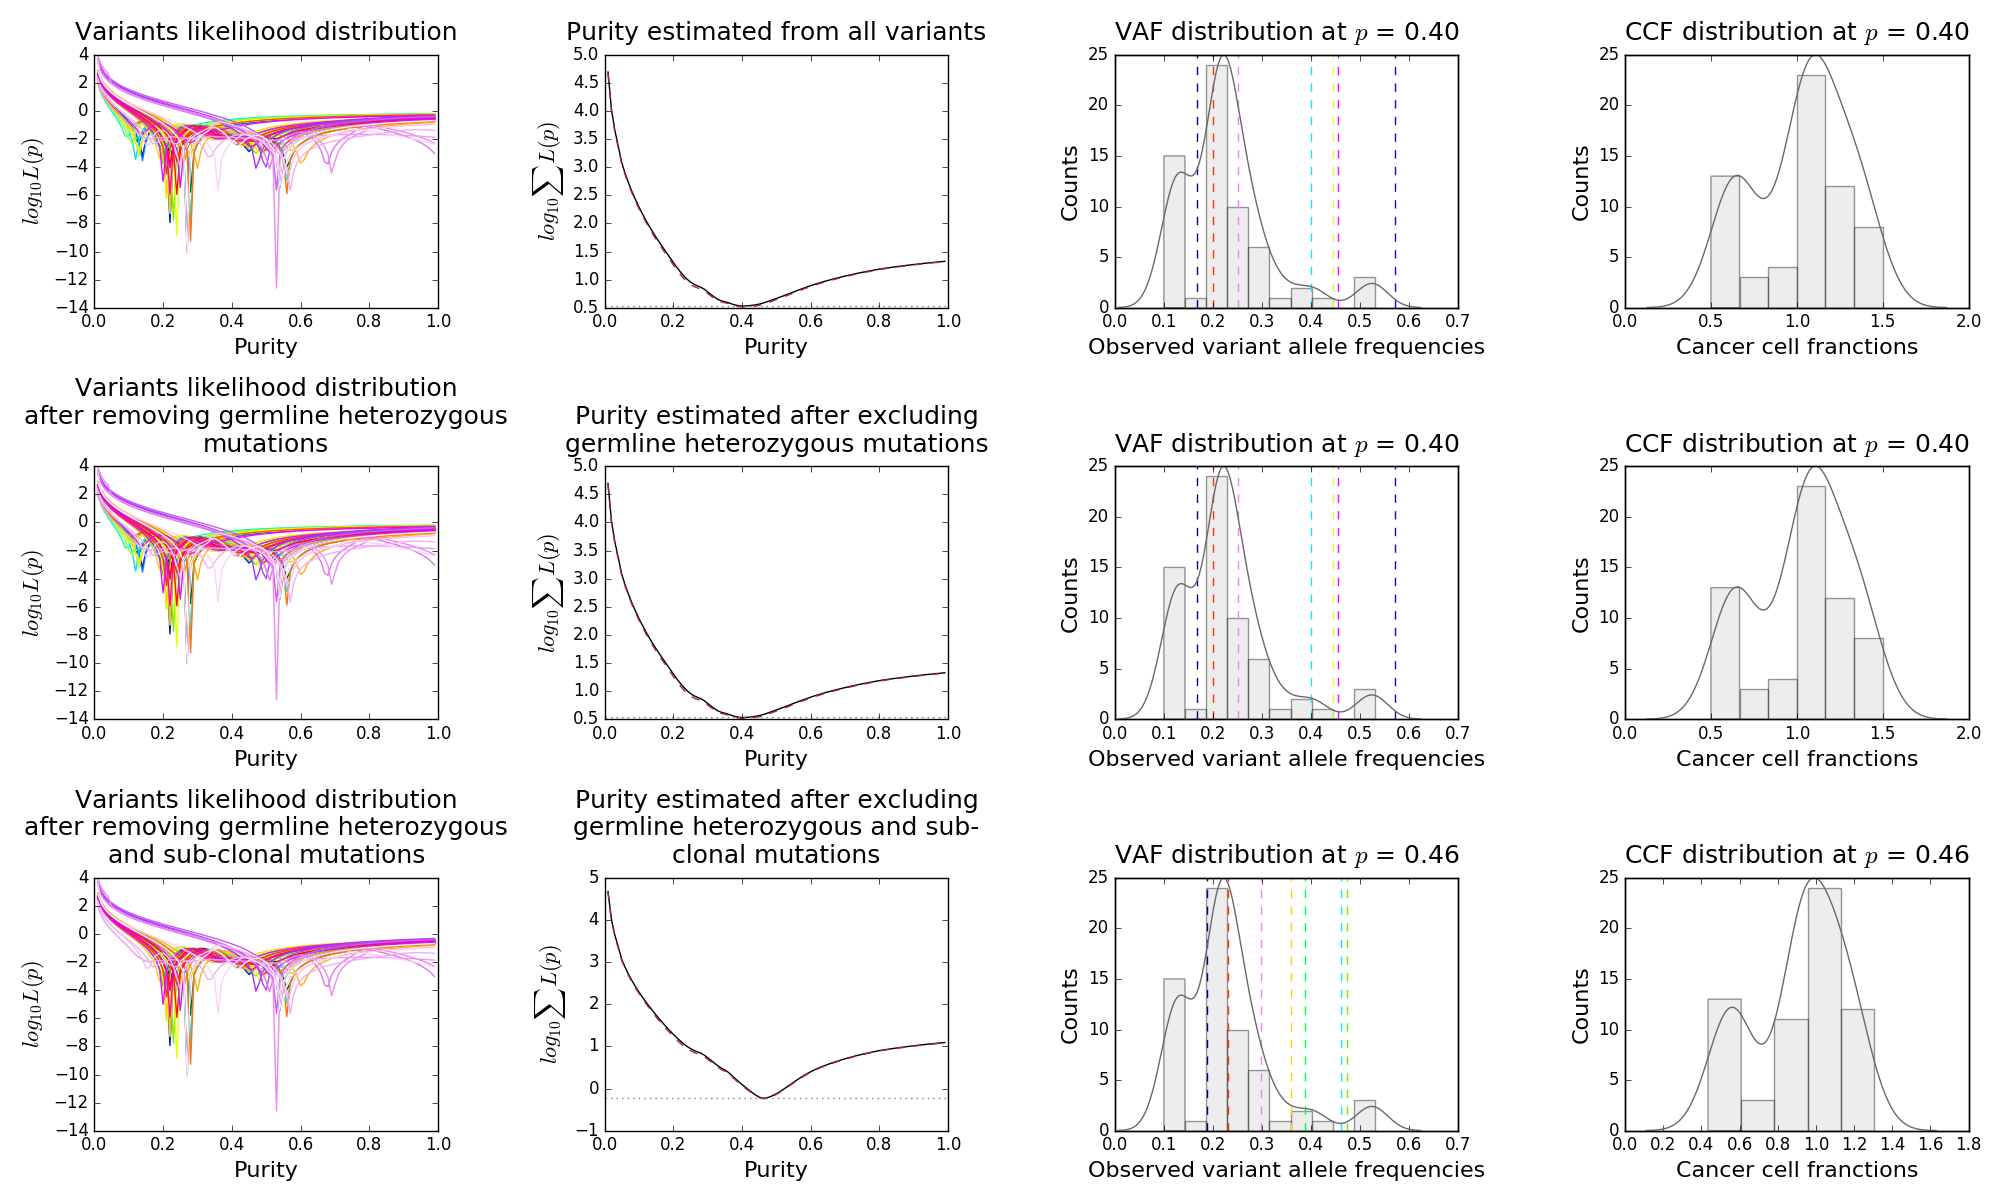 Variants likelihood distribution
4
2
0
−2
−4
−6
−8
−10
−12
−14
log10L(p)
0.0 0.2 0.4 0.6 0.8 1.0
Purity
Purity estimated from all variants
5.0
4.5
4.0
3.5
3.0
2.5
2.0
1.5
1.0
0.5
log10∑L(p)
0.0 0.2 0.4 0.6 0.8 1.0
Purity
VAF distribution at p = 0.40
25
20
15
10
5
0
Counts
0.0 0.1 0.2 0.3 0.4 0.5 0.6 0.7
Observed variant allele frequencies
CCF distribution at p = 0.40
25
20
15
10
5
0
Counts
0.0 0.5 1.0 1.5 2.0
Cancer cell franctions
Variants likelihood distribution
after removing germline heterozygous
mutations
4
2
0
−2
−4
−6
−8
−10
−12
−14
log10L(p)
0.0 0.2 0.4 0.6 0.8 1.0
Purity
Purity estimated after excluding
germline heterozygous mutations
5.0
4.5
4.0
3.5
3.0
2.5
2.0
1.5
1.0
0.5
log10∑L(p)
0.0 0.2 0.4 0.6 0.8 1.0
Purity
VAF distribution at p = 0.40
25
20
15
10
5
0
Counts
0.0 0.1 0.2 0.3 0.4 0.5 0.6 0.7
Observed variant allele frequencies
CCF distribution at p = 0.40
25
20
15
10
5
0
Counts
0.0 0.5 1.0 1.5 2.0
Cancer cell franctions
Variants likelihood distribution
after removing germline heterozygous
and sub-clonal mutations
4
2
0
−2
−4
−6
−8
−10
−12
−14
log10L(p)
0.0 0.2 0.4 0.6 0.8 1.0
Purity
Purity estimated after excluding
germline heterozygous and sub-
clonal mutations
5
4
3
2
1
0
−1
log10∑L(p)
0.0 0.2 0.4 0.6 0.8 1.0
Purity
VAF distribution at p = 0.46
25
20
15
10
5
0
Counts
0.0 0.1 0.2 0.3 0.4 0.5 0.6 0.7
Observed variant allele frequencies
CCF distribution at p = 0.46
25
20
15
10
5
0
Counts
0.0 0.2 0.4 0.6 0.8 1.0 1.2 1.4 1.6 1.8
Cancer cell franctions